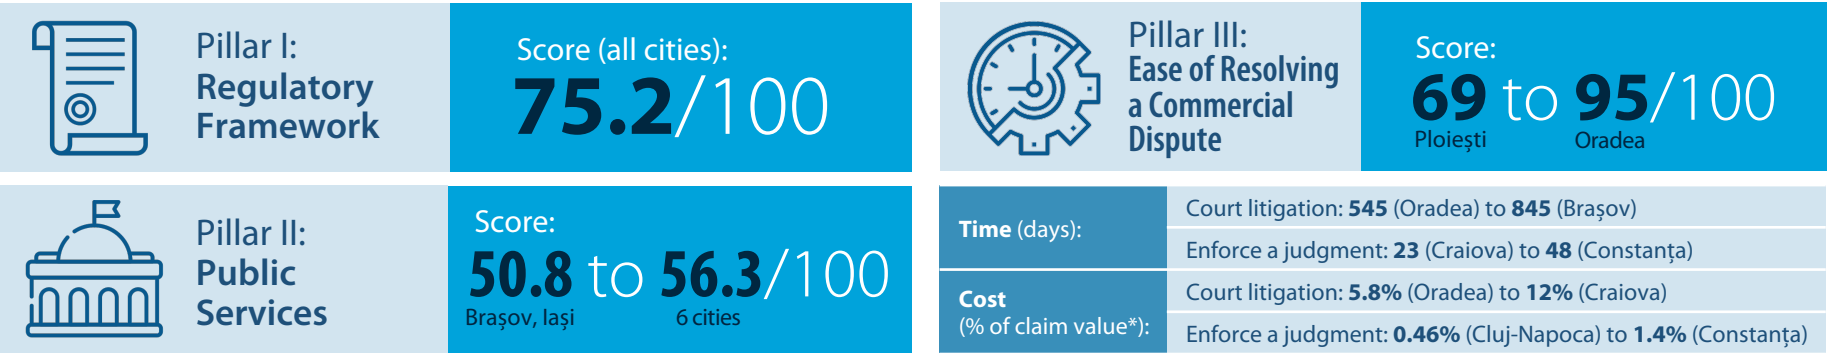 Pillar I:
Regulatory
Framework
Score (all cities):
75.2/100
Pillar II:
Public
Services
Score:
50.8 to 56.3/100
Brașov, Iași 6 cities
Pillar III:
Ease of Resolving
a Commercial
Dispute
Score:
69 to 95/100
Ploiești Oradea
Time (days):
Court litigation: 545 (Oradea) to 845 (Brașov)
Enforce a judgment: 23 (Craiova) to 48 (Constanța)
Cost
(% of claim value*):
Court litigation: 5.8% (Oradea) to 12% (Craiova)
Enforce a judgment: 0.46% (Cluj-Napoca) to 1.4% (Constanța)